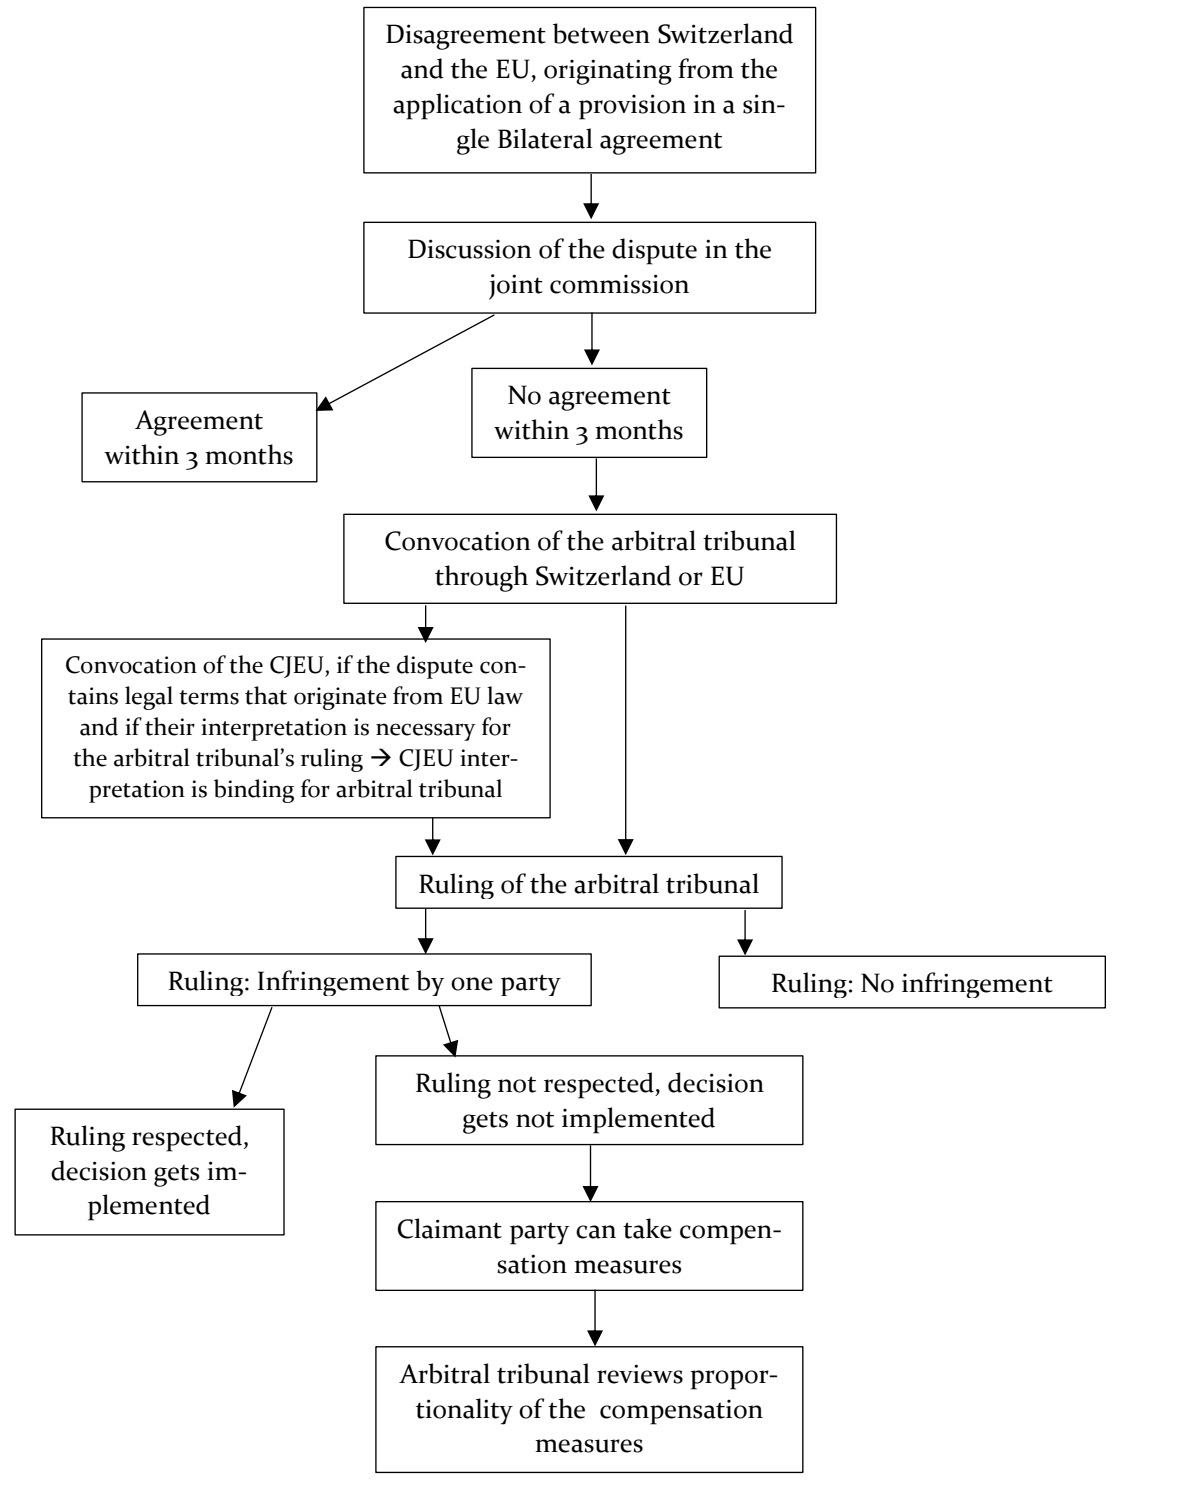 Disagreement between Switzerland
and the EU, originating from the
application of a provision in a sin-
gle Bilateral agreement
Discussion of the dispute in the
joint commission
Agreement
within 3 months
No agreement
within 3 months
Convocation of the arbitral tribunal
through Switzerland or EU
Convocation of the CJEU, if the dispute con-
tains legal terms that originate from EU law
and if their interpretation is necessary for
the arbitral tribunal's ruling → CJEU inter-
pretation is binding for arbitral tribunal
Ruling of the arbitral tribunal
Ruling: Infringement by one party
Ruling: No infringement
Ruling not respected, decision
gets not implemented
Ruling respected,
decision gets im-
plemented
Claimant party can take compen-
sation measures
Arbitral tribunal reviews propor-
tionality of the compensation
measures